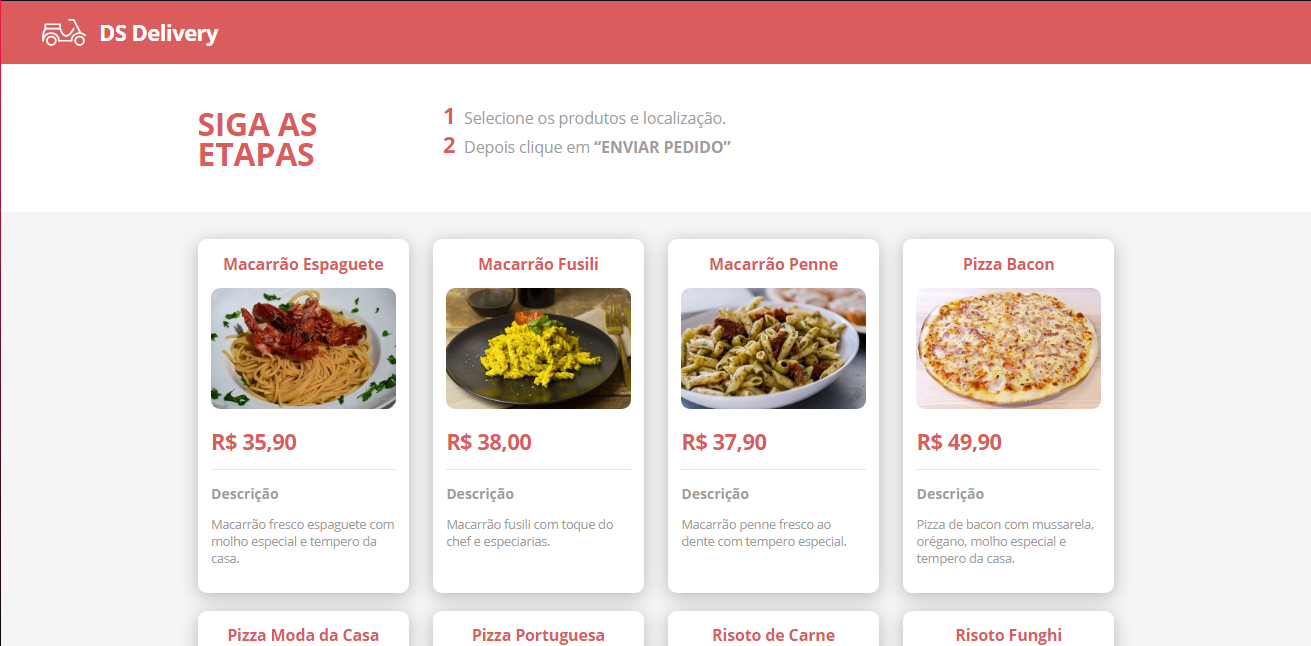 DS Delivery
SIGA AS
ETAPAS
1 Selecione os produtos e localização.
2 Depois clique em “ENVIAR PEDIDO”
Macarrão Espaguete
R$ 35,90
Descrição
Macarrão fresco espaguete com
molho especial e tempero da
casa.
Macarrão Fusili
R$ 38,00
Descrição
Macarrão fusili com toque do
chef e especiarias.
Macarrão Penne
R$ 37,90
Descrição
Macarrão penne fresco ao
dente com tempero especial.
Pizza Bacon
R$ 49,90
Descrição
Pizza de bacon com mussarela,
orégano, molho especial e
tempero da casa.
Pizza Moda da Casa
Pizza Portuguesa
Risoto de Carne
Risoto Funghi